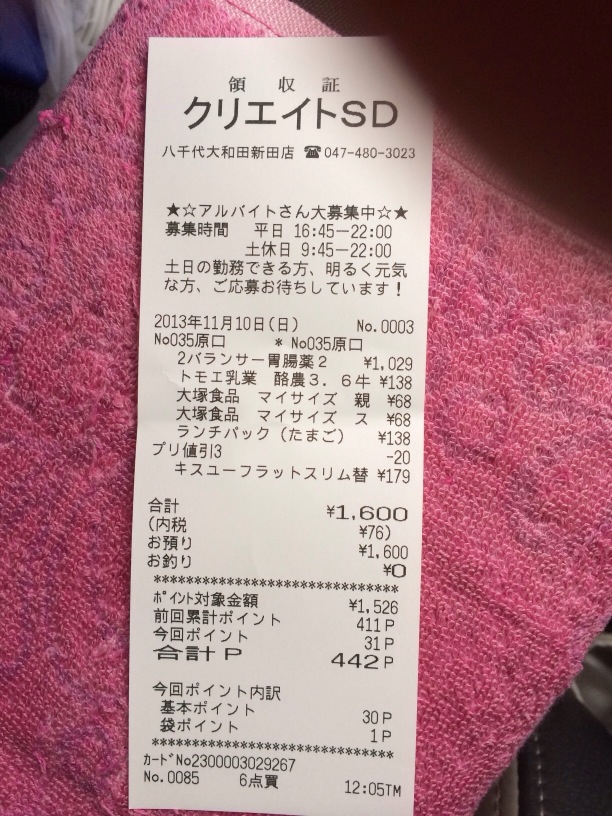 領収証
クリエイトSD
八千代大和田新田店 ☎047-480-3023
★☆アルバイトさん大募集中☆★
募集時間 平日 16:45―22:00
土休日 9:45―22:00
土日の勤務できる方、明るく元気
な方、ご応募お待ちしています!
2013年11月10日(日) No.0003
No035原口 * No035原口
2バランサー胃腸薬2 ¥1,029
トモエ乳業 酪農3.6牛 ¥138
大塚食品 マイサイズ 親 ¥68
大塚食品 マイサイズ ス ¥68
ランチパック(たまご) ¥138
プリ値引3 -20
キスユーフラットスリム替 ¥179
合計 ¥1,600
(内税 ¥76)
お預り ¥1,600
お釣り ¥0
******************************
ポイント対象金額 ¥1,526
前回累計ポイント 411P
今回ポイント 31P
合計P 442P
今回ポイント内訳
基本ポイント 30P
袋ポイント 1P
******************************
カードNo2300003029267
No.0085 6点買 12:05TM